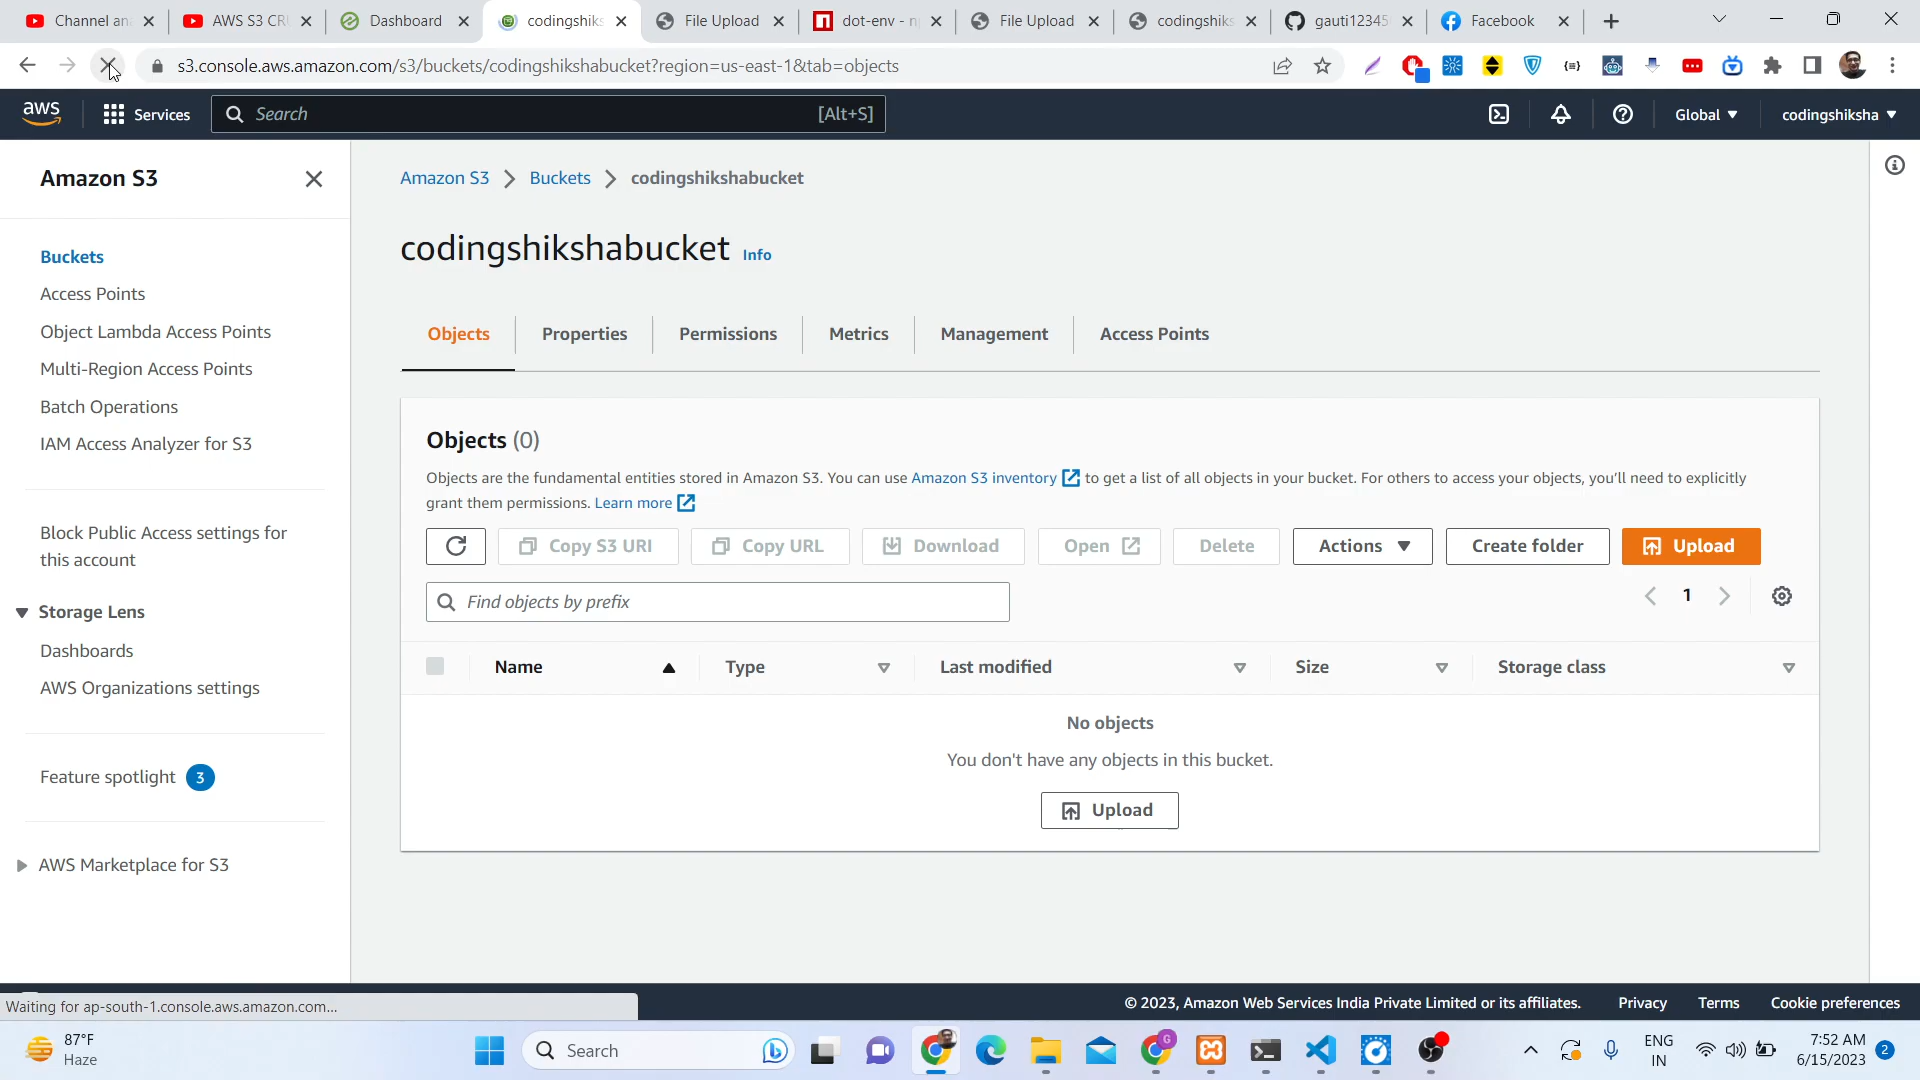 Channel an
AWS S3 CR
Dashboard
codingshiks
File Upload
dot-env - n
File Upload
codingshiks
gauti12345
Facebook
s3.console.aws.amazon.com/s3/buckets/codingshikshabucket?region=us-east-1&tab=objects
aws
Services
Search
[Alt+S]
Global
codingshiksha
Amazon S3
Buckets
Access Points
Object Lambda Access Points
Multi-Region Access Points
Batch Operations
IAM Access Analyzer for S3
Block Public Access settings for
this account
Storage Lens
Dashboards
AWS Organizations settings
Feature spotlight 3
AWS Marketplace for S3
Amazon S3
Buckets
codingshikshabucket
codingshikshabucket Info
Objects
Properties
Permissions
Metrics
Management
Access Points
Objects (0)
Objects are the fundamental entities stored in Amazon S3. You can use Amazon S3 inventory to get a list of all objects in your bucket. For others to access your objects, you'll need to explicitly
grant them permissions. Learn more
Copy S3 URI
Copy URL
Download
Open
Delete
Actions
Create folder
Upload
Find objects by prefix
1
Name
Type
Last modified
Size
Storage class
No objects
You don't have any objects in this bucket.
Upload
Waiting for ap-south-1.console.aws.amazon.com...
© 2023, Amazon Web Services India Private Limited or its affiliates.
Privacy
Terms
Cookie preferences
87°F
Haze
Search
G
ENG
IN
7:52 AM
6/15/2023
2